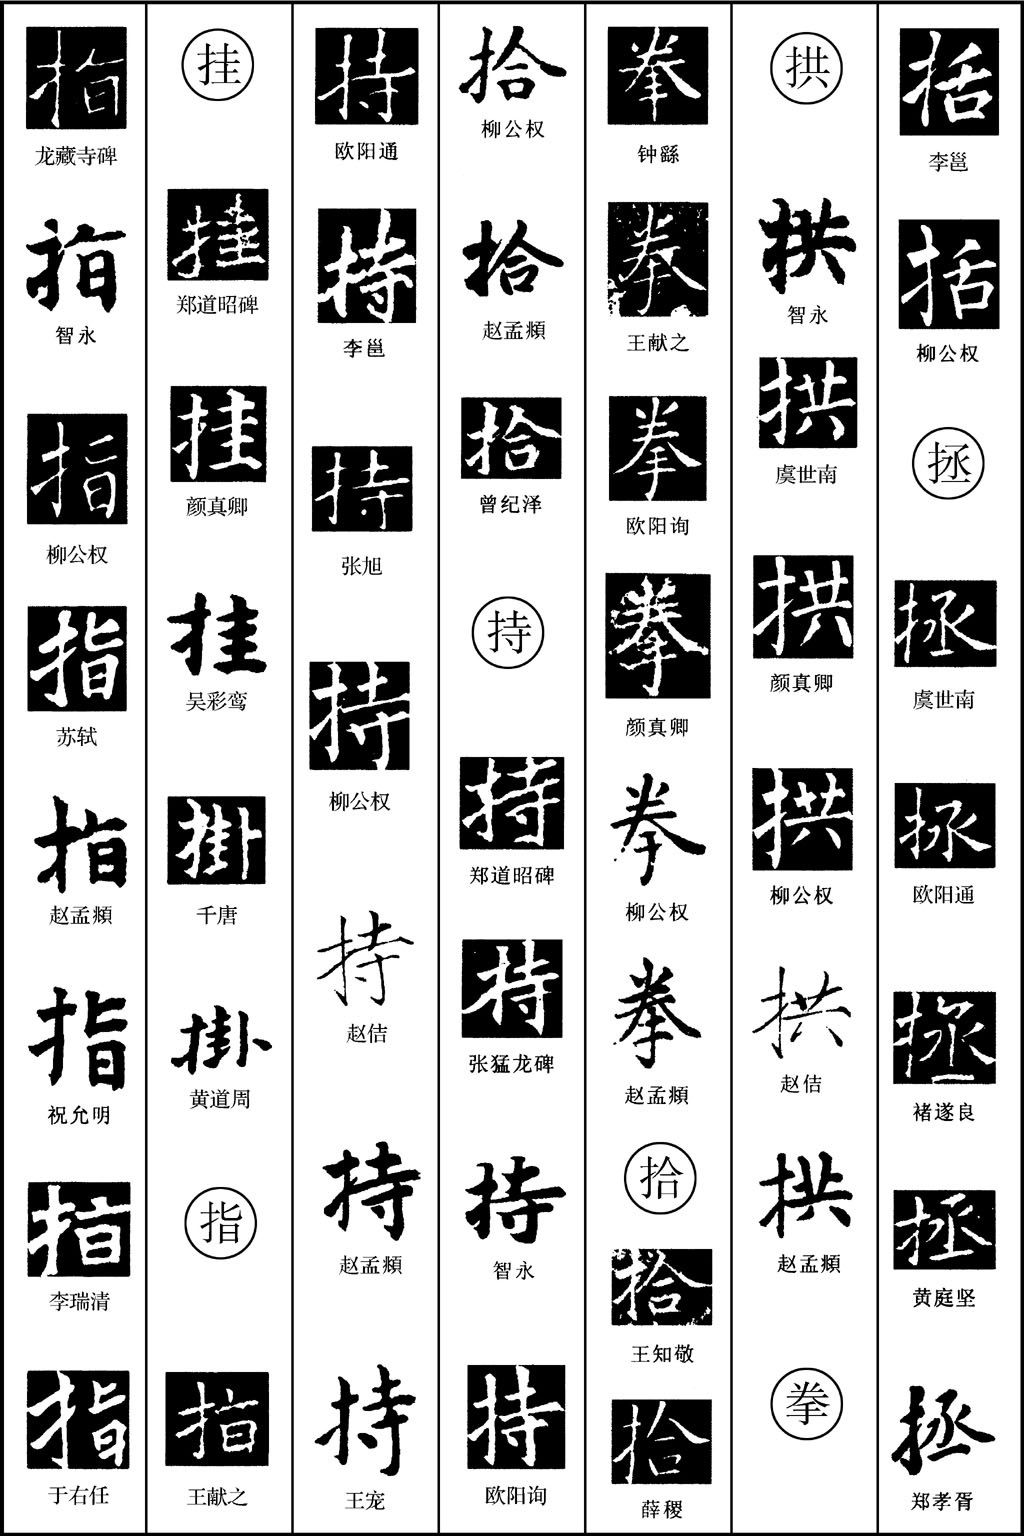 括
李邕
括
柳公权
拯
拯
虞世南
拯
欧阳通
拯
褚遂良
拯
黄庭坚
拯
郑孝胥
拱
拱
智永
拱
虞世南
拱
颜真卿
拱
柳公权
拱
赵佶
拱
赵孟頫
拳
拳
钟繇
拳
王献之
拳
欧阳询
拳
颜真卿
拳
柳公权
拳
赵孟頫
拾
拾
王知敬
拾
薛稷
拾
柳公权
拾
赵孟頫
拾
曾纪泽
持
持
郑道昭碑
持
张猛龙碑
持
智永
持
欧阳询
持
欧阳通
持
李邕
持
张旭
持
柳公权
持
赵佶
持
赵孟頫
持
王宠
挂
挂
郑道昭碑
挂
颜真卿
挂
吴彩鸾
掛
千唐
掛
黄道周
指
指
王献之
指
龙藏寺碑
指
智永
指
柳公权
指
苏轼
指
赵孟頫
指
祝允明
指
李瑞清
指
于右任